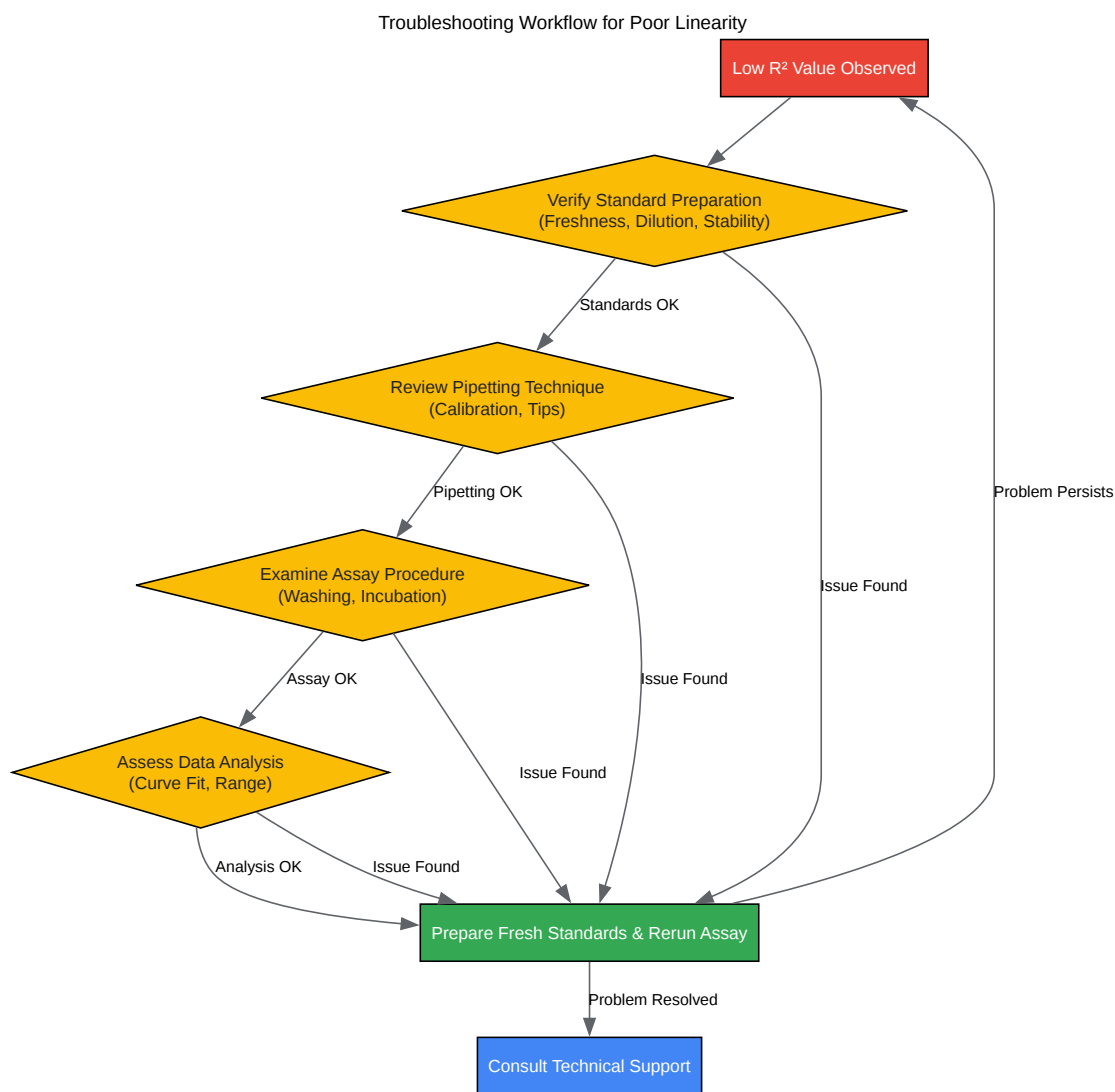 Troubleshooting Workflow for Poor Linearity
Low R² Value Observed
Verify Standard Preparation
(Freshness, Dilution, Stability)
Standards OK
Review Pipetting Technique
(Calibration, Tips)
Pipetting OK
Problem Persists
Examine Assay Procedure
(Washing, Incubation)
Issue Found
Assay OK
Issue Found
Assess Data Analysis
(Curve Fit, Range)
Issue Found
Analysis OK
Issue Found
Prepare Fresh Standards & Rerun Assay
Problem Resolved
Consult Technical Support